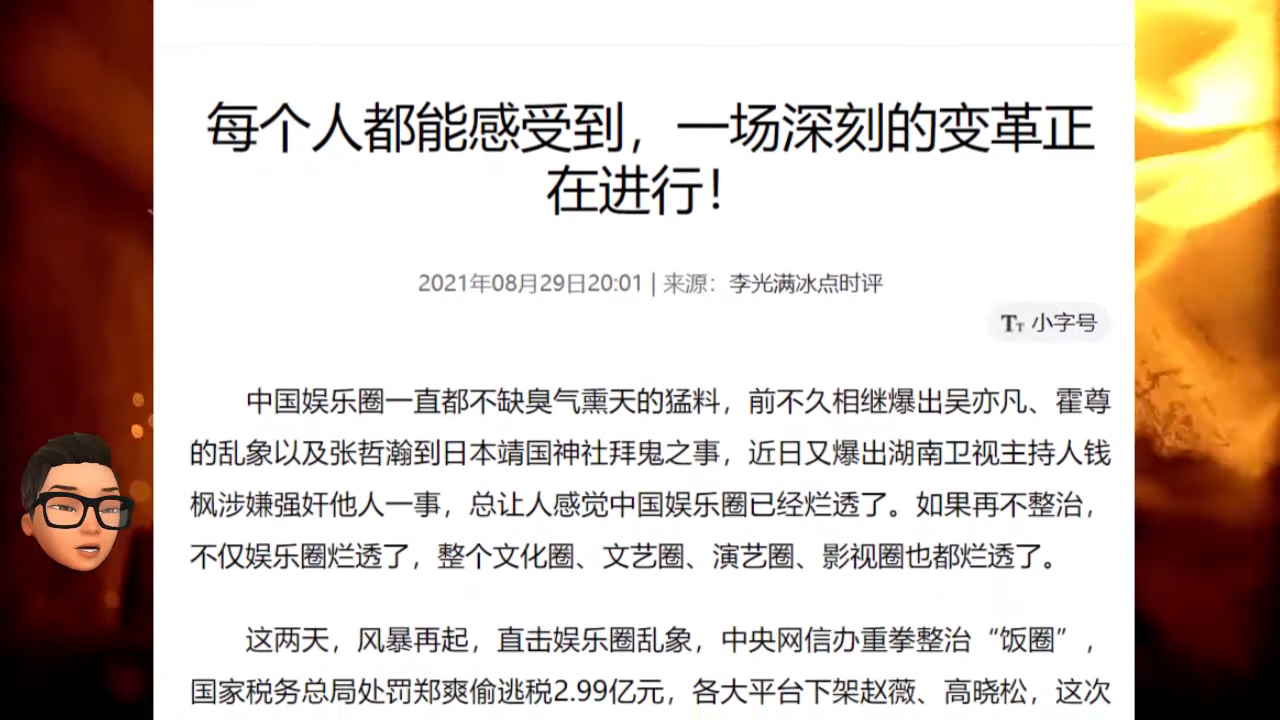 每个人都能感受到，一场深刻的变革正
在进行！
2021年08月29日20:01 | 来源：李光满冰点时评
TT 小字号
中国娱乐圈一直都不缺臭气熏天的猛料，前不久相继爆出吴亦凡、霍尊
的乱象以及张哲瀚到日本靖国神社拜鬼之事，近日又爆出湖南卫视主持人钱
枫涉嫌强奸他人一事，总让人感觉中国娱乐圈已经烂透了。如果再不整治，
不仅娱乐圈烂透了，整个文化圈、文艺圈、演艺圈、影视圈也都烂透了。
这两天，风暴再起，直击娱乐圈乱象，中央网信办重拳整治“饭圈”，
国家税务总局处罚郑爽偷逃税2.99亿元，各大平台下架赵薇、高晓松，这次